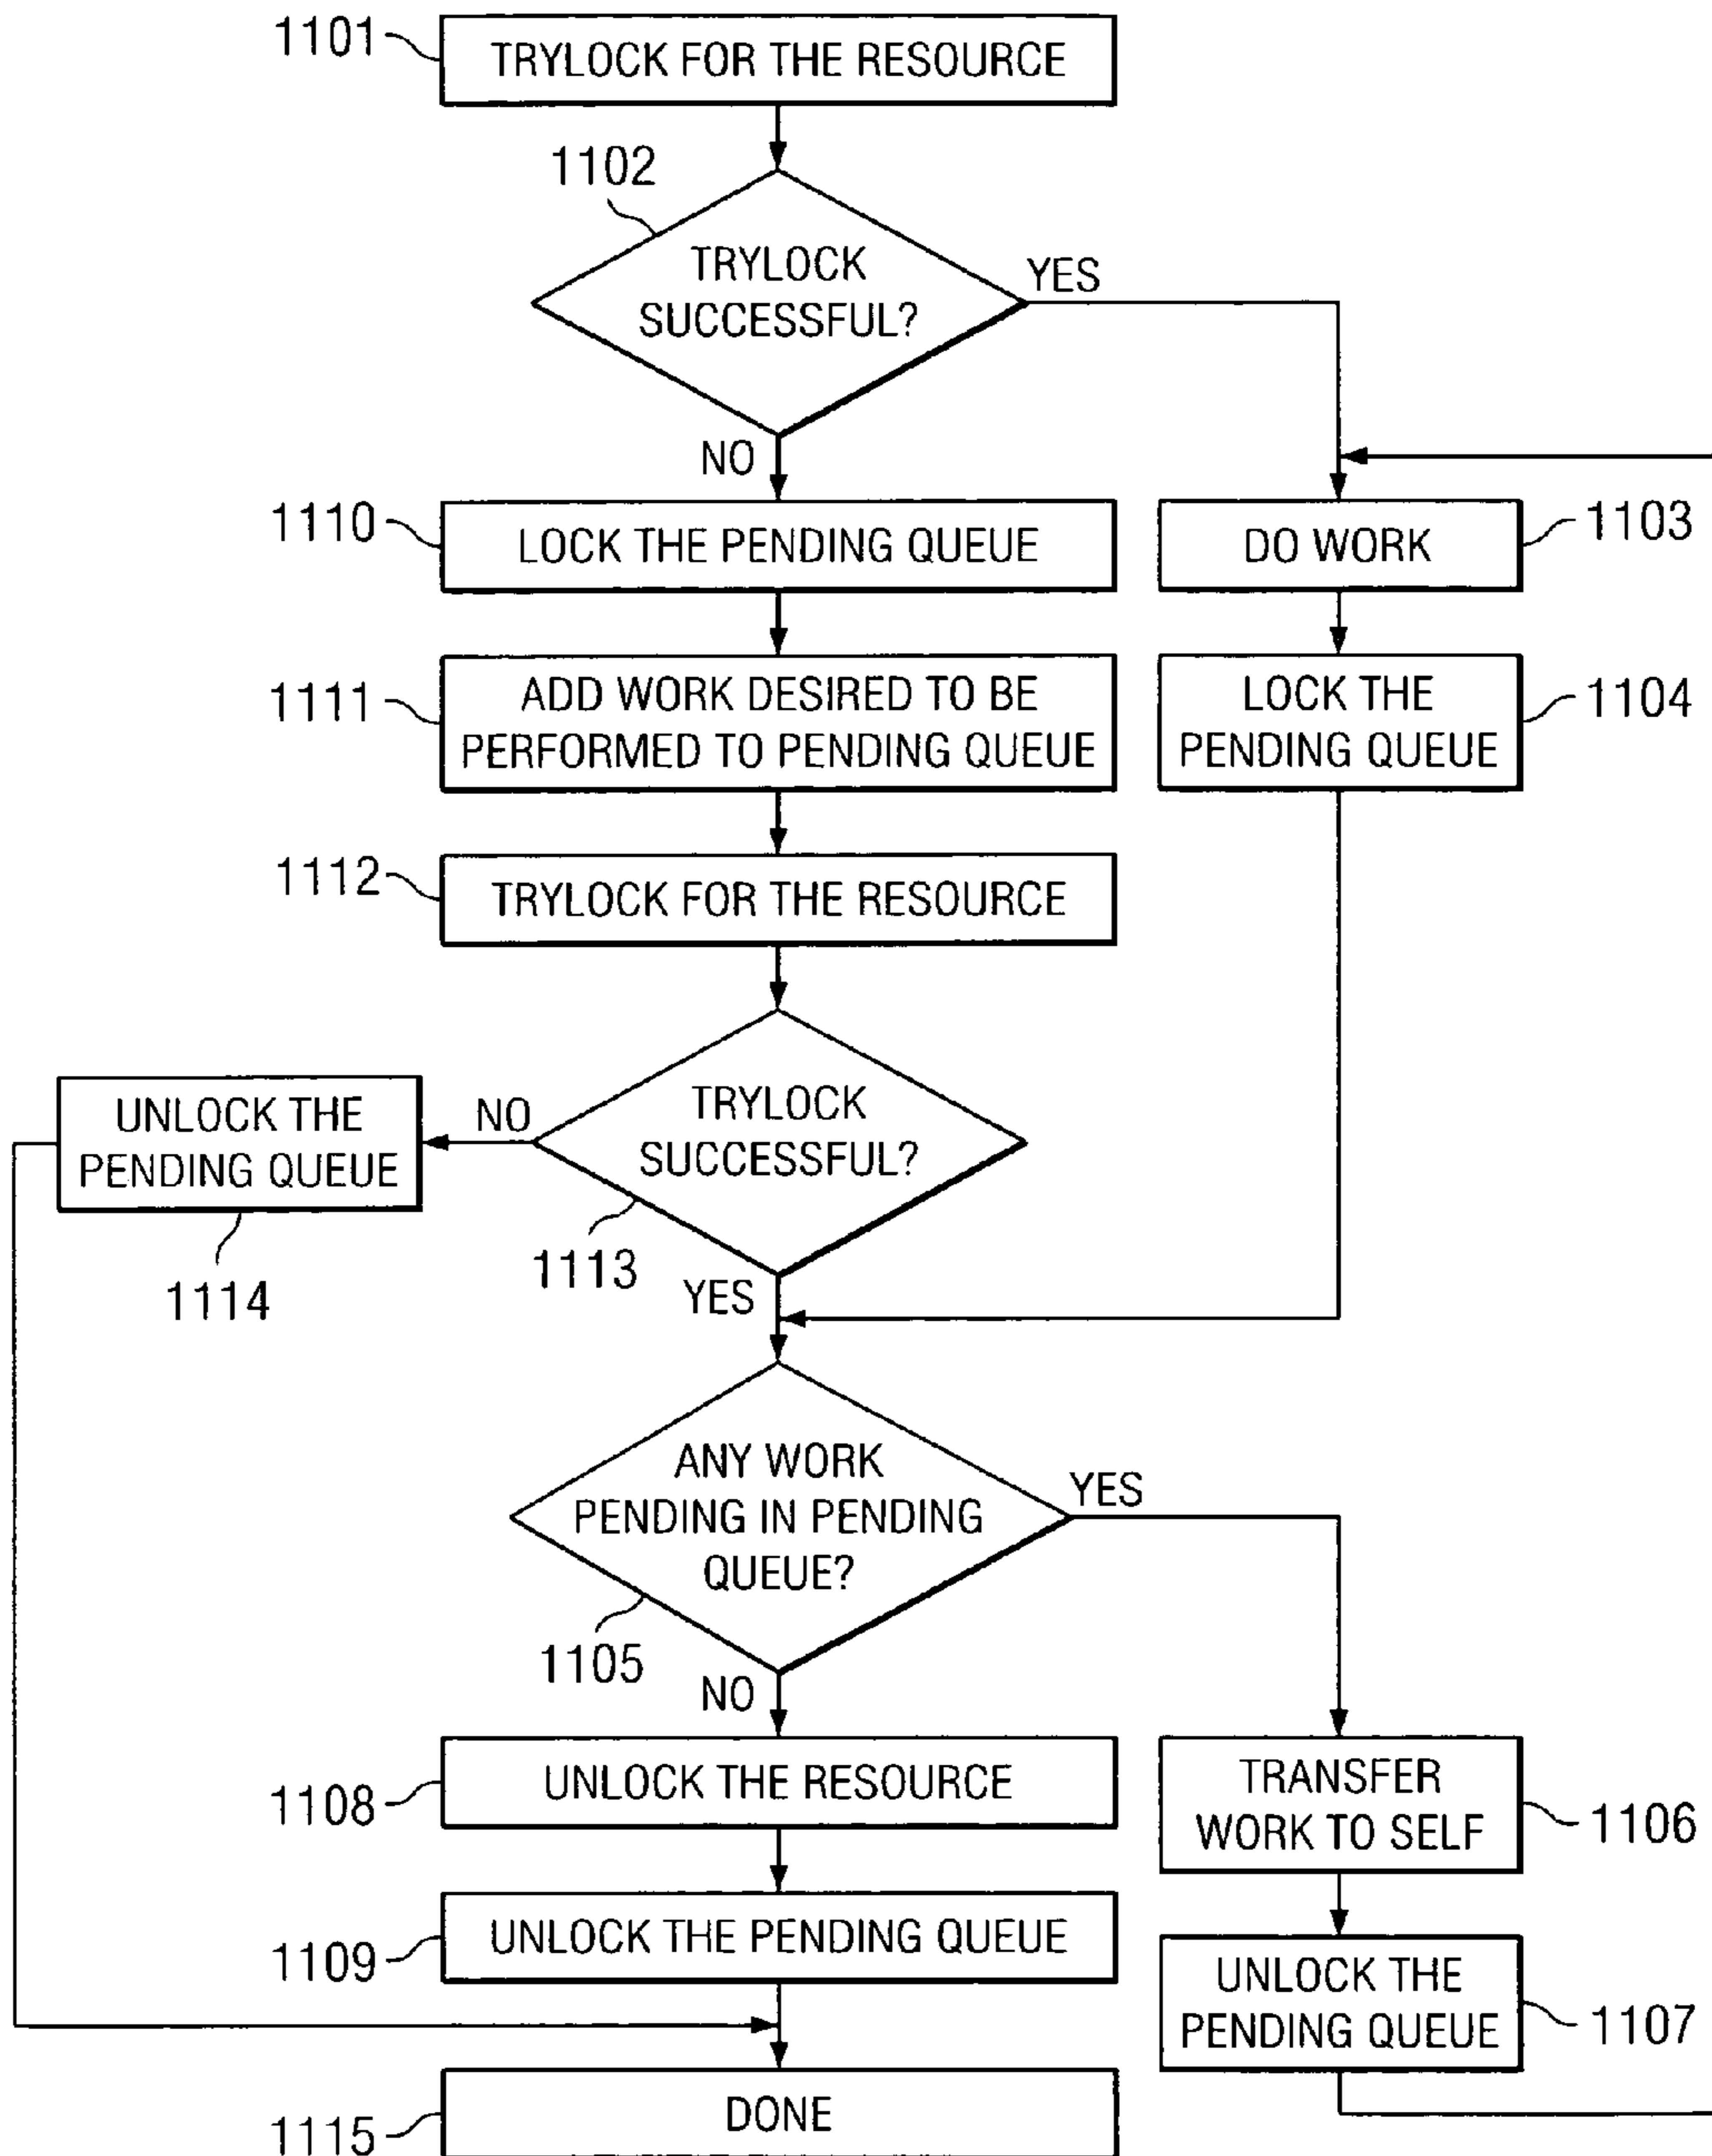 1101
TRYLOCK FOR THE RESOURCE
1102
TRYLOCK
SUCCESSFUL?
YES
NO
1110
LOCK THE PENDING QUEUE
DO WORK
1103
1111
ADD WORK DESIRED TO BE
PERFORMED TO PENDING QUEUE
LOCK THE
PENDING QUEUE
1104
1112
TRYLOCK FOR THE RESOURCE
UNLOCK THE
PENDING QUEUE
1114
NO
TRYLOCK
SUCCESSFUL?
1113
YES
ANY WORK
PENDING IN PENDING
QUEUE?
1105
YES
NO
1108
UNLOCK THE RESOURCE
TRANSFER
WORK TO SELF
1106
1109
UNLOCK THE PENDING QUEUE
UNLOCK THE
PENDING QUEUE
1107
1115
DONE